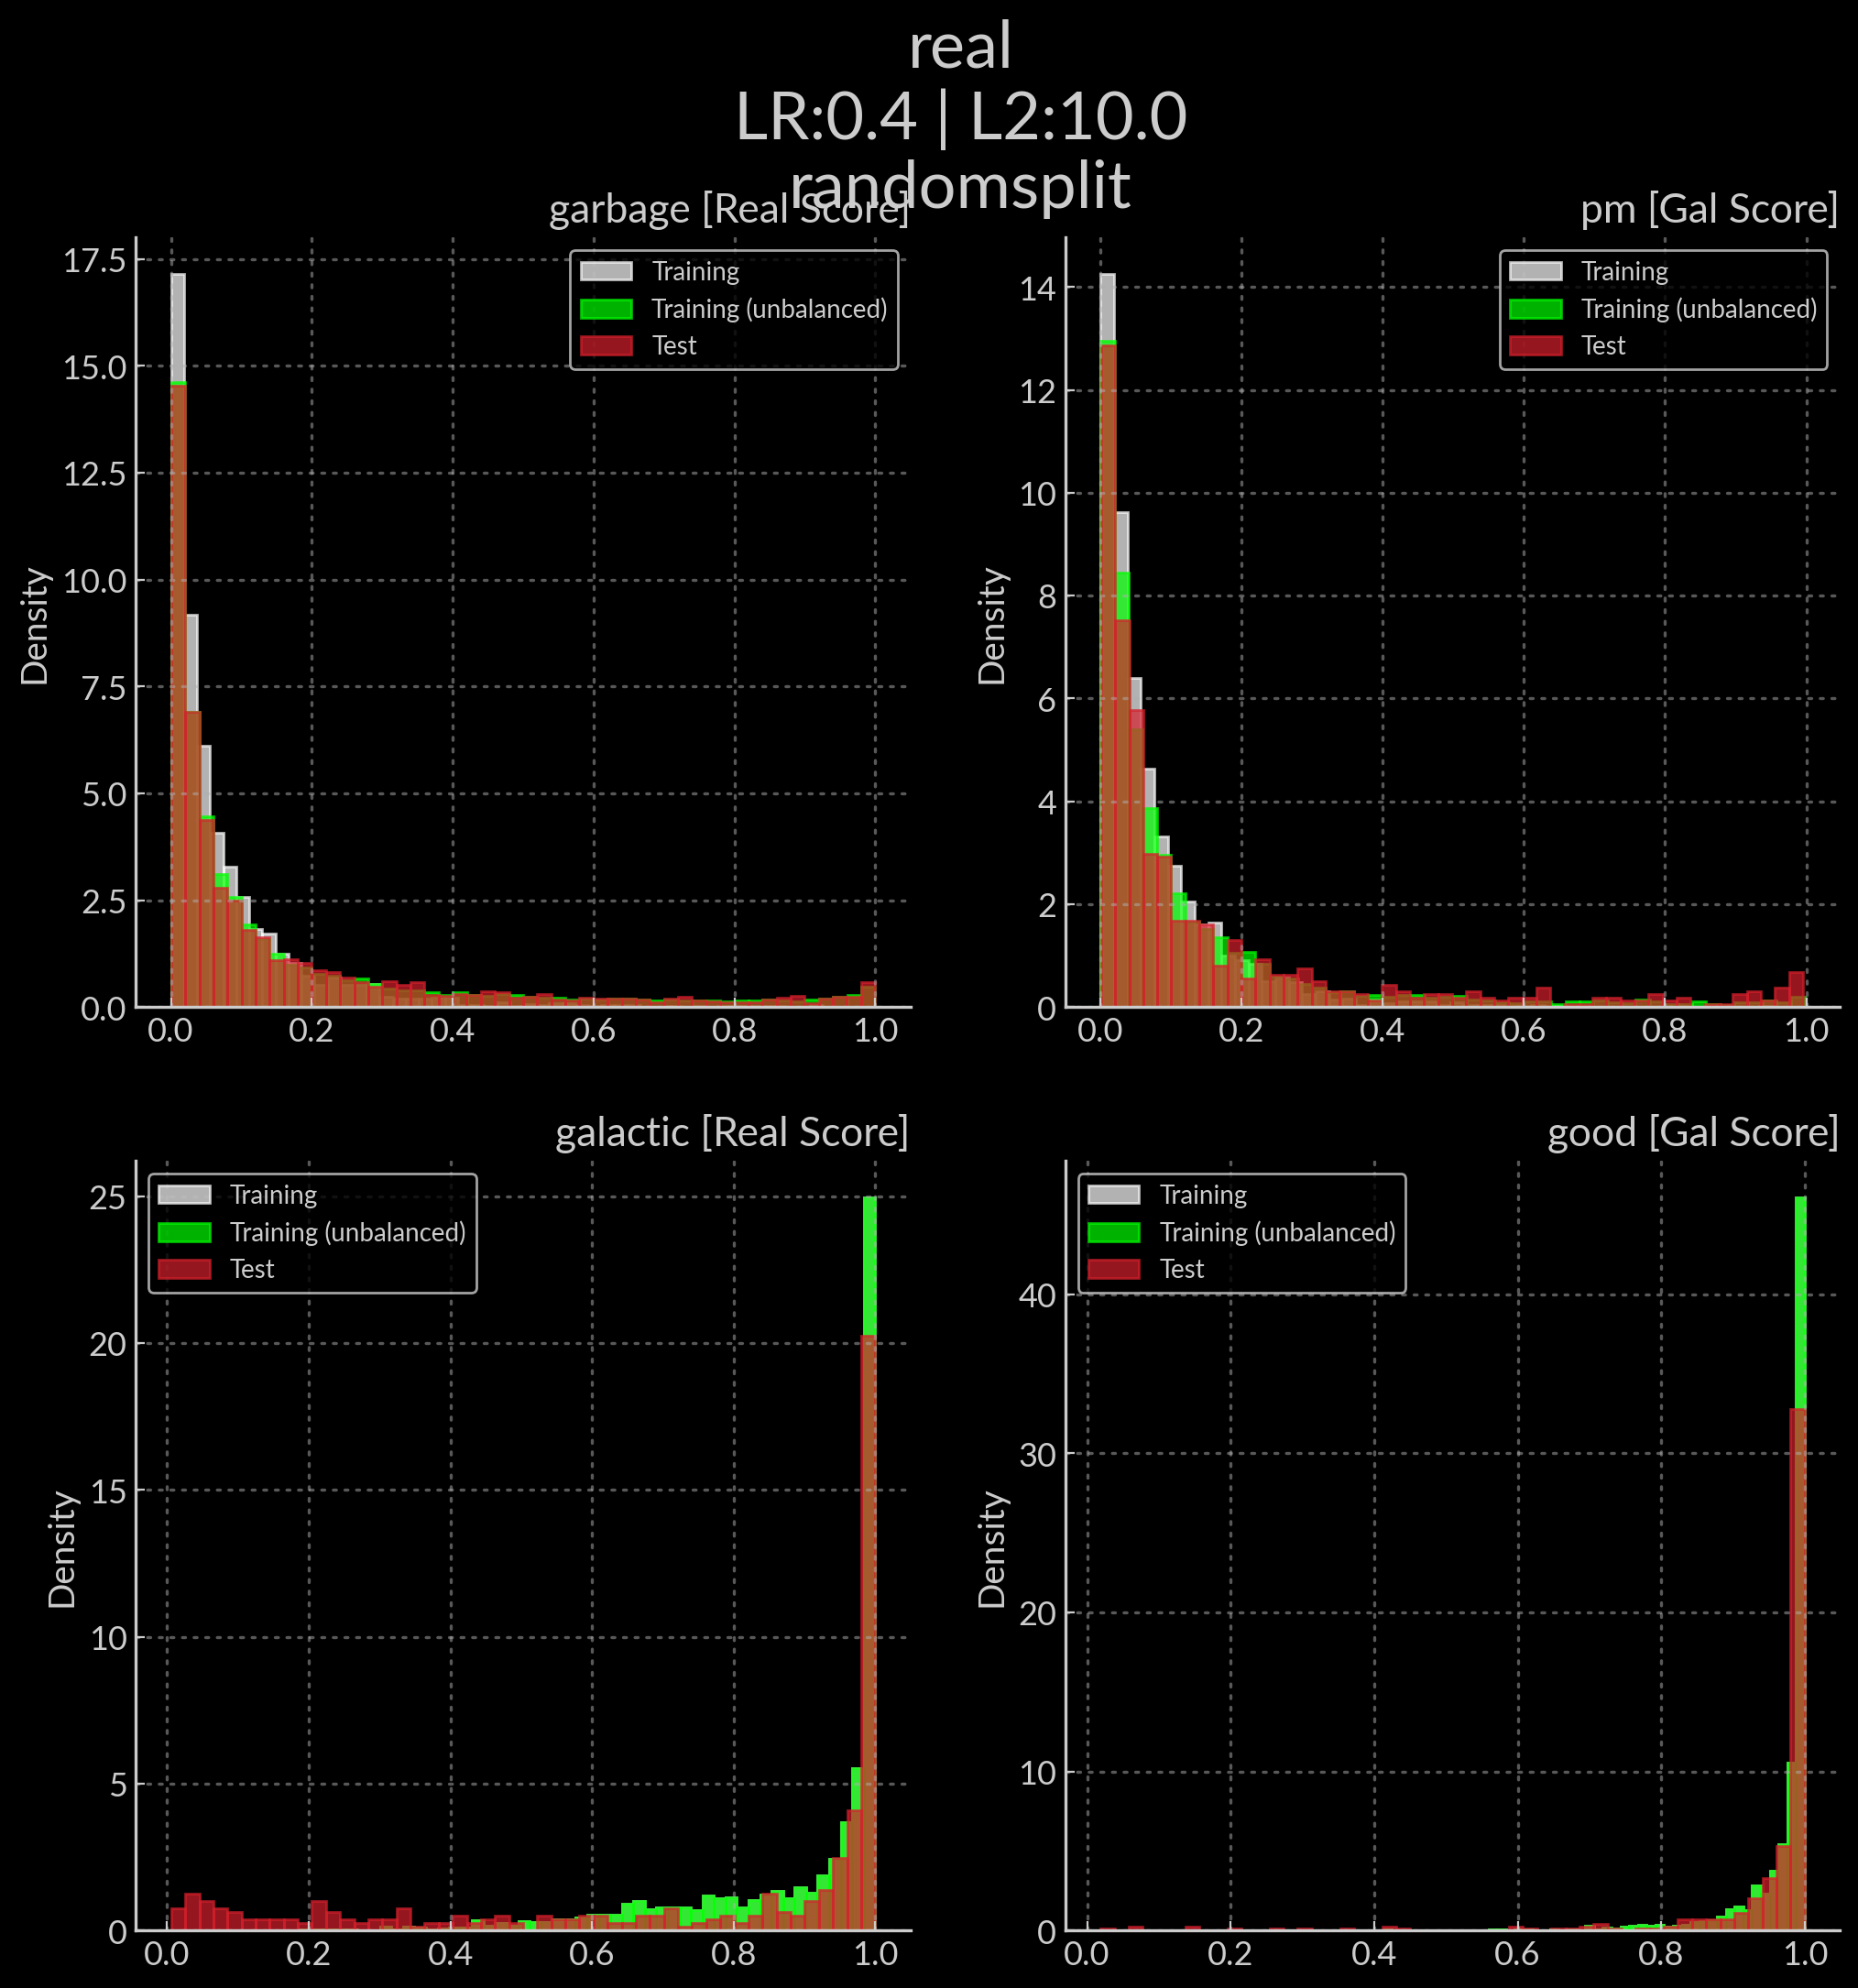 real
LR:0.4 | L2:10.0
randomsplit
garbage [Real Score]
Training
Training (unbalanced)
Test
Density
17.5
15.0
12.5
10.0
7.5
5.0
2.5
0.0
0.0 0.2 0.4 0.6 0.8 1.0
pm [Gal Score]
Training
Training (unbalanced)
Test
Density
14
12
10
8
6
4
2
0
0.0 0.2 0.4 0.6 0.8 1.0
galactic [Real Score]
Training
Training (unbalanced)
Test
Density
25
20
15
10
5
0
0.0 0.2 0.4 0.6 0.8 1.0
good [Gal Score]
Training
Training (unbalanced)
Test
Density
40
30
20
10
0
0.0 0.2 0.4 0.6 0.8 1.0